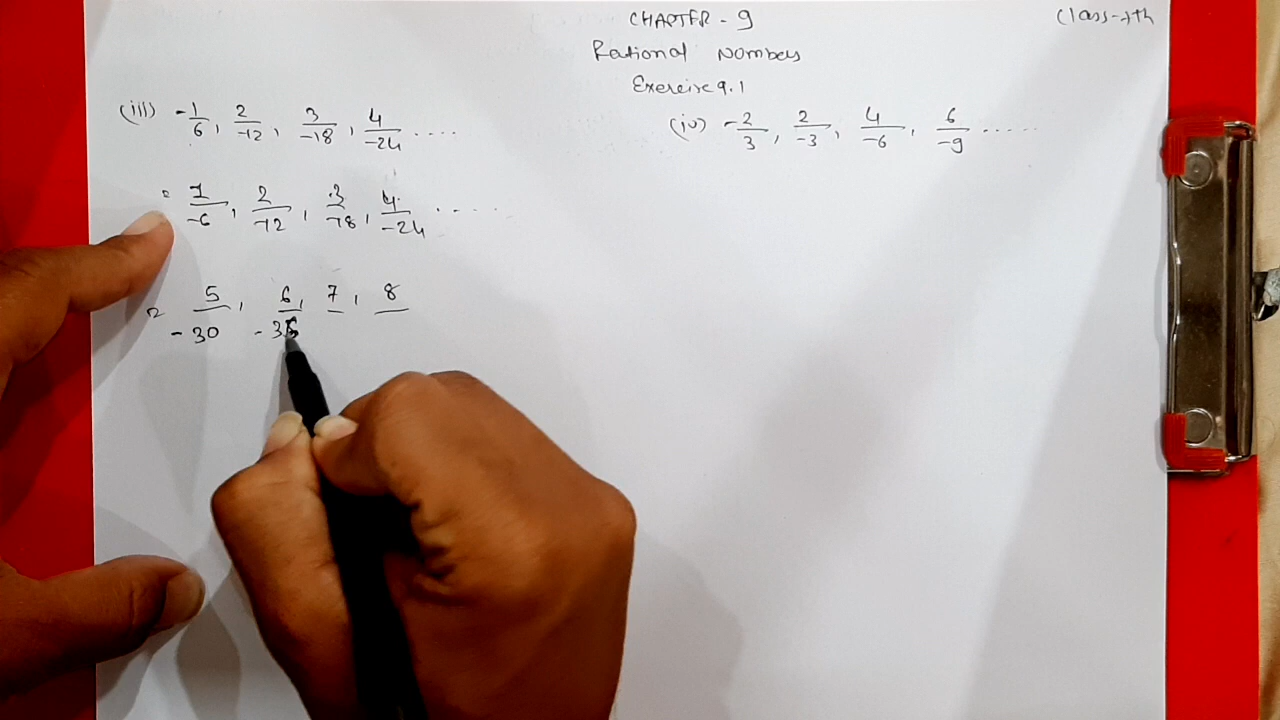 CHAPTER - 9
Class-7th
Rational Numbers
Exercise 9.1
(iii) -1/6, 2/-12, 3/-18, 4/-24 ....
(iv) -2/3, 2/-3, 4/-6, 6/-9 .....
= 1/-6, 2/-12, 3/-18, 4/-24 .....
= 5/-30, 6/-36, 7/, 8/